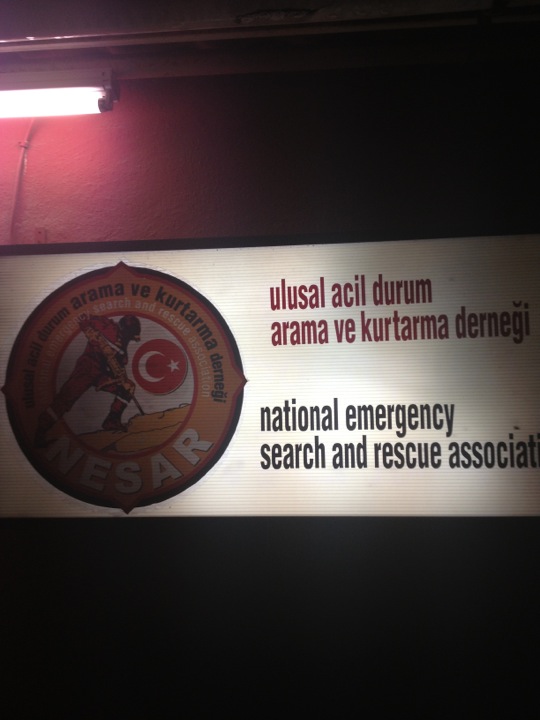 ulusal acil durum arama ve kurtarma derneği
search and rescue association
NESAR
ulusal acil durum
arama ve kurtarma derneği
national emergency
search and rescue associati